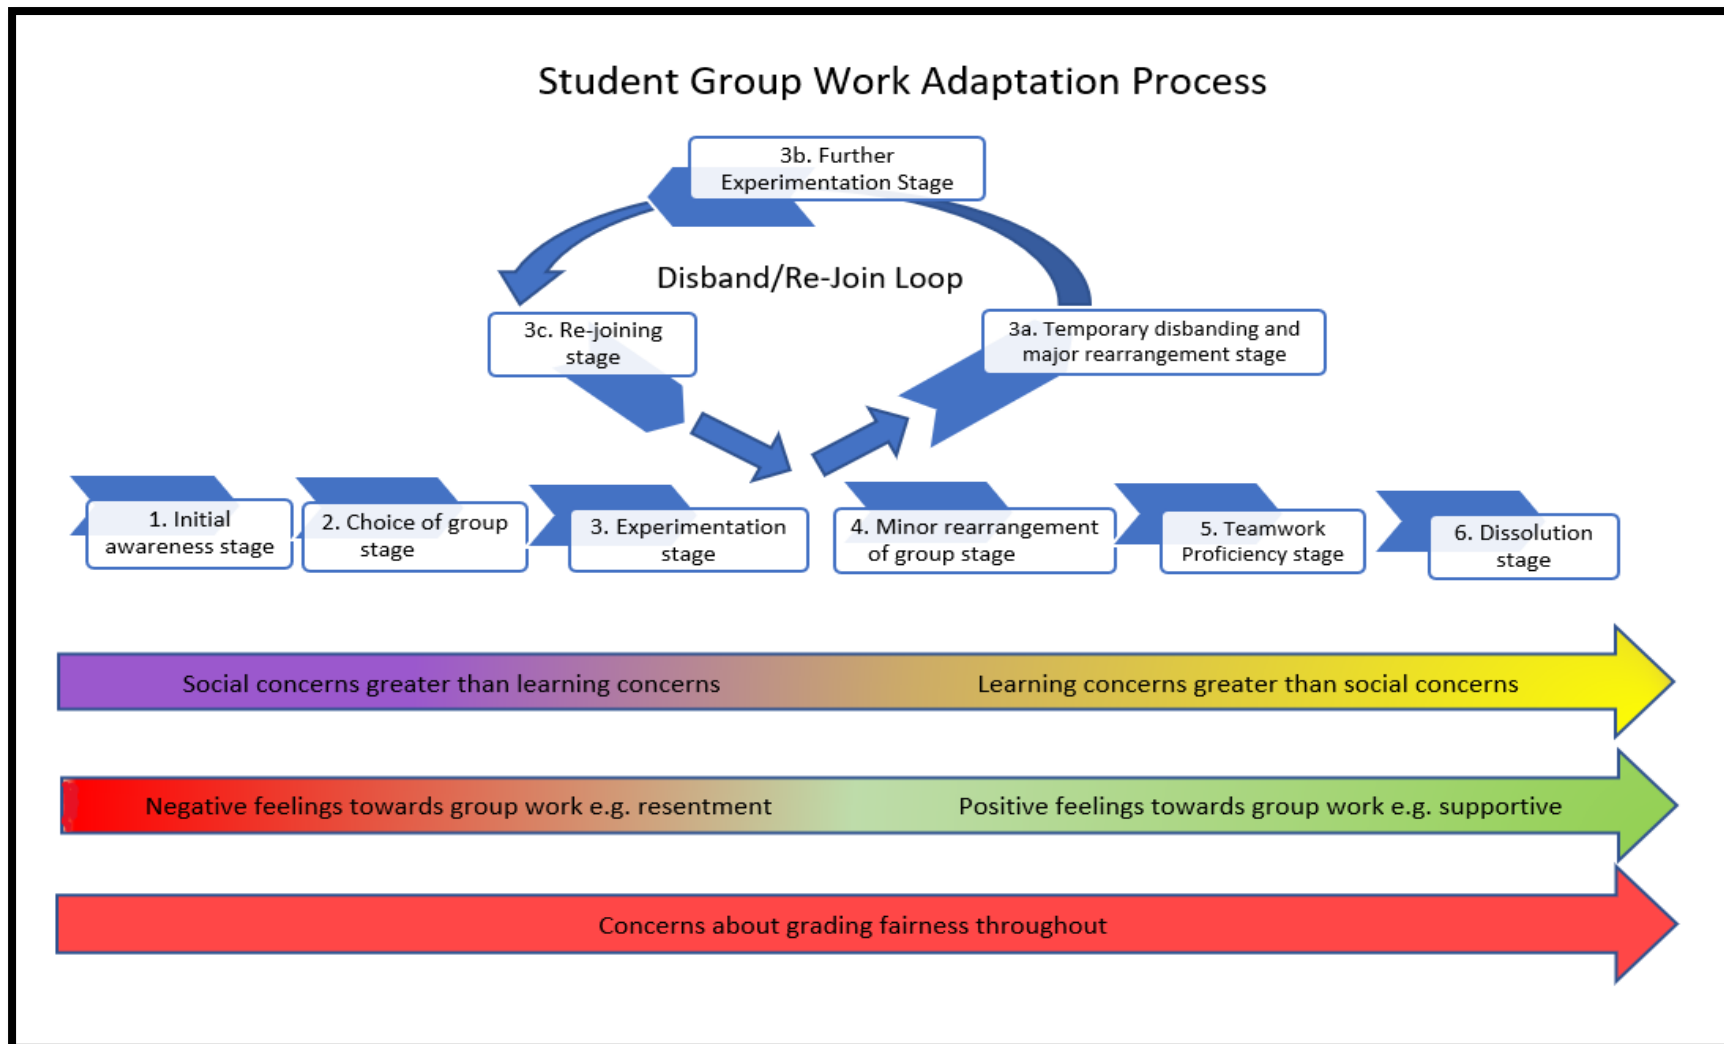 Student Group Work Adaptation Process
3b. Further
Experimentation Stage
Disband/Re-Join Loop
3c. Re-joining
stage
3a. Temporary disbanding and
major rearrangement stage
1. Initial
awareness stage
2. Choice of group
stage
3. Experimentation
stage
4. Minor rearrangement
of group stage
5. Teamwork
Proficiency stage
6. Dissolution
stage
Social concerns greater than learning concerns
Learning concerns greater than social concerns
Negative feelings towards group work e.g. resentment
Positive feelings towards group work e.g. supportive
Concerns about grading fairness throughout